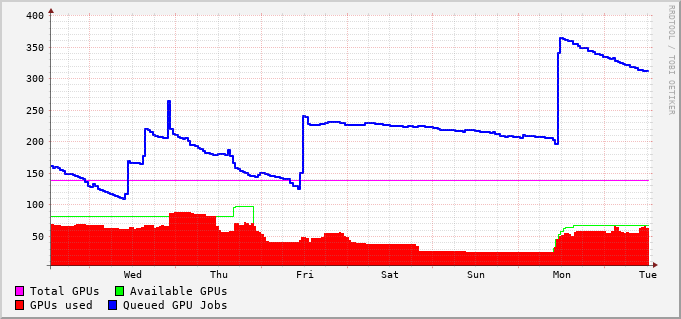 400
350
300
250
200
150
100
50
Wed Thu Fri Sat Sun Mon Tue
Total GPUs Available GPUs
GPUs used Queued GPU Jobs
RRDTOOL / TOBI OETIKER